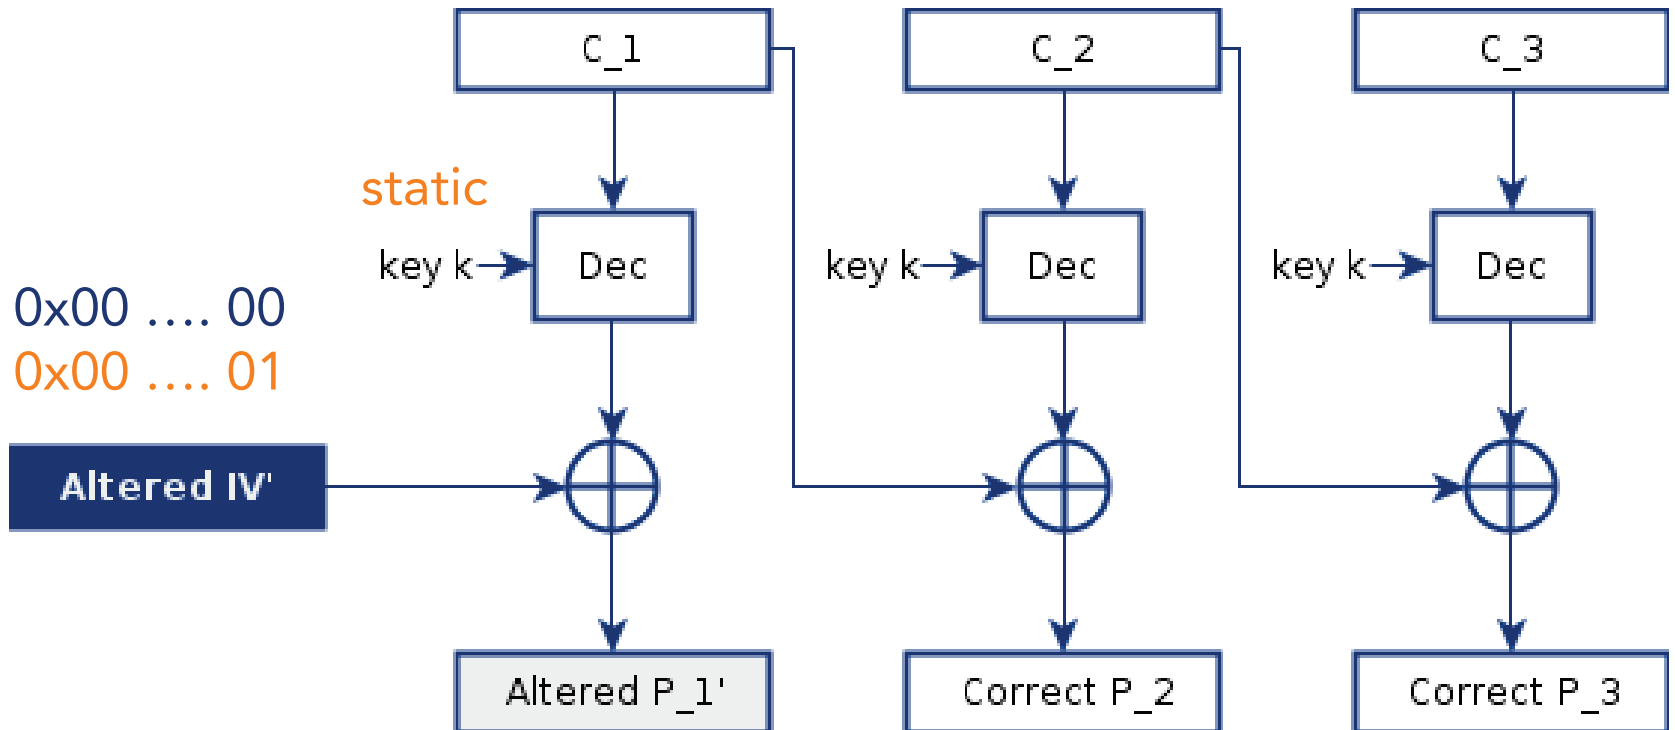 C_1
C_2
C_3
static
key k
Dec
key k
Dec
key k
Dec
0x00 .... 00
0x00 .... 01
Altered IV'
Altered P_1'
Correct P_2
Correct P_3